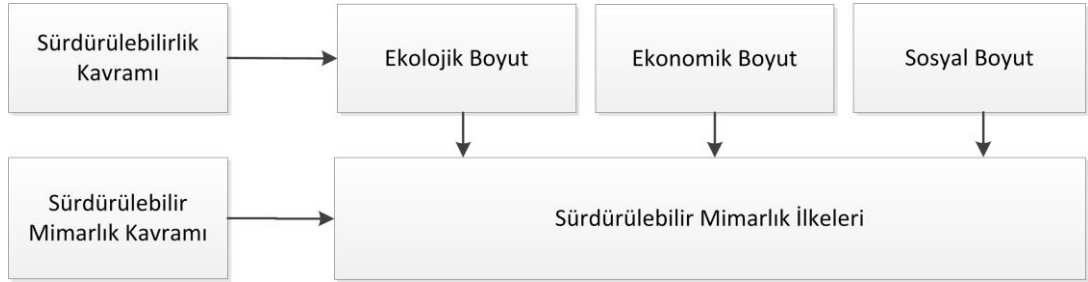 Sürdürülebilirlik
Kavramı
Ekolojik Boyut
Ekonomik Boyut
Sosyal Boyut
Sürdürülebilir
Mimarlık Kavramı
Sürdürülebilir Mimarlık İlkeleri